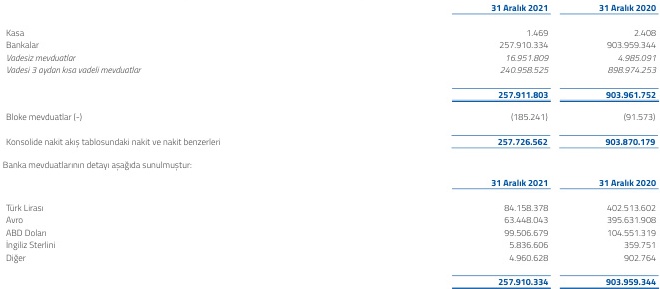 31 Aralık 2021 31 Aralık 2020
Kasa 1.469 2.408
Bankalar 257.910.334 903.959.344
Vadesiz mevduatlar 16.951.809 4.985.091
Vadesi 3 aydan kısa vadeli mevduatlar 240.958.525 898.974.253
257.911.803 903.961.752
Bloke mevduatlar (-) (185.241) (91.573)
Konsolide nakit akış tablosundaki nakit ve nakit benzerleri 257.726.562 903.870.179
Banka mevduatlarının detayı aşağıda sunulmuştur:
31 Aralık 2021 31 Aralık 2020
Türk Lirası 84.158.378 402.513.602
Avro 63.448.043 395.631.908
ABD Doları 99.506.679 104.551.319
İngiliz Sterlini 5.836.606 359.751
Diğer 4.960.628 902.764
257.910.334 903.959.344